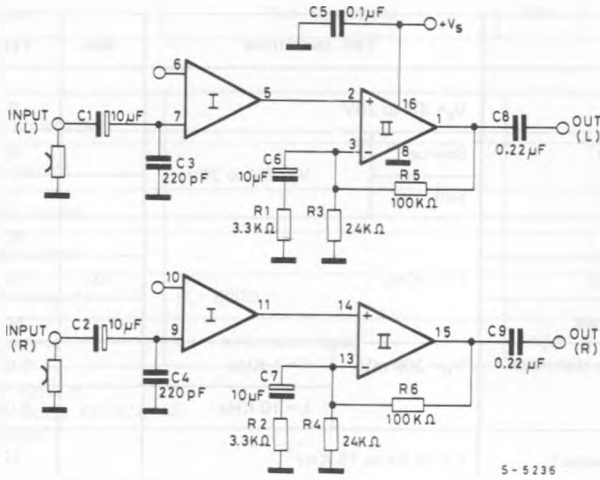 C5
0.1µF
+Vs
6
5
2
+
16
I
II
1
INPUT
(L)
C1
10µF
7
3
−
8
C8
0.22µF
OUT
(L)
C3
220pF
C6
10µF
R5
100KΩ
R1
3.3KΩ
R3
24KΩ
10
11
14
+
I
II
15
INPUT
(R)
C2
10µF
9
13
−
C9
0.22µF
OUT
(R)
C4
220pF
C7
10µF
R6
100KΩ
R2
3.3KΩ
R4
24KΩ
S-5236